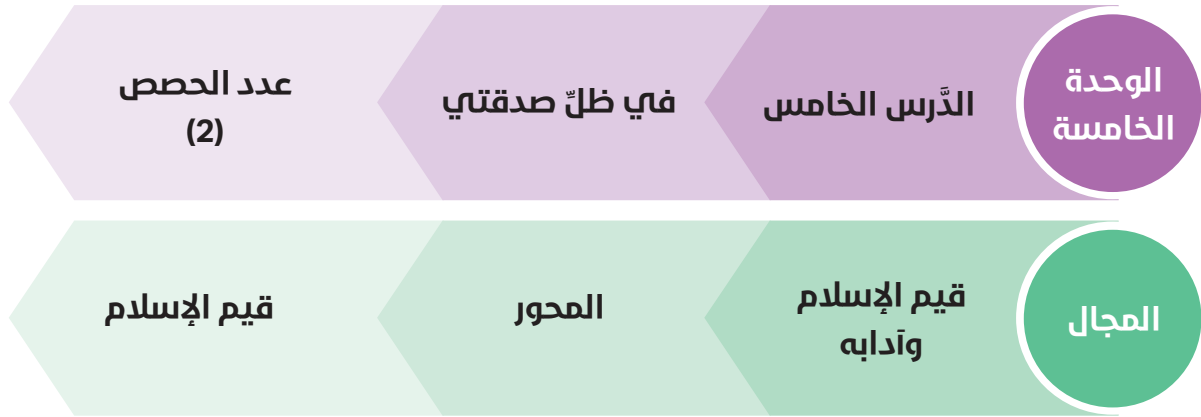 الوحدة
الخامسة
الدَّرس الخامس
في ظلِّ صدقتي
عدد الحصص
(2)
المجال
قيم الإسلام
وآدابه
المحور
قيم الإسلام